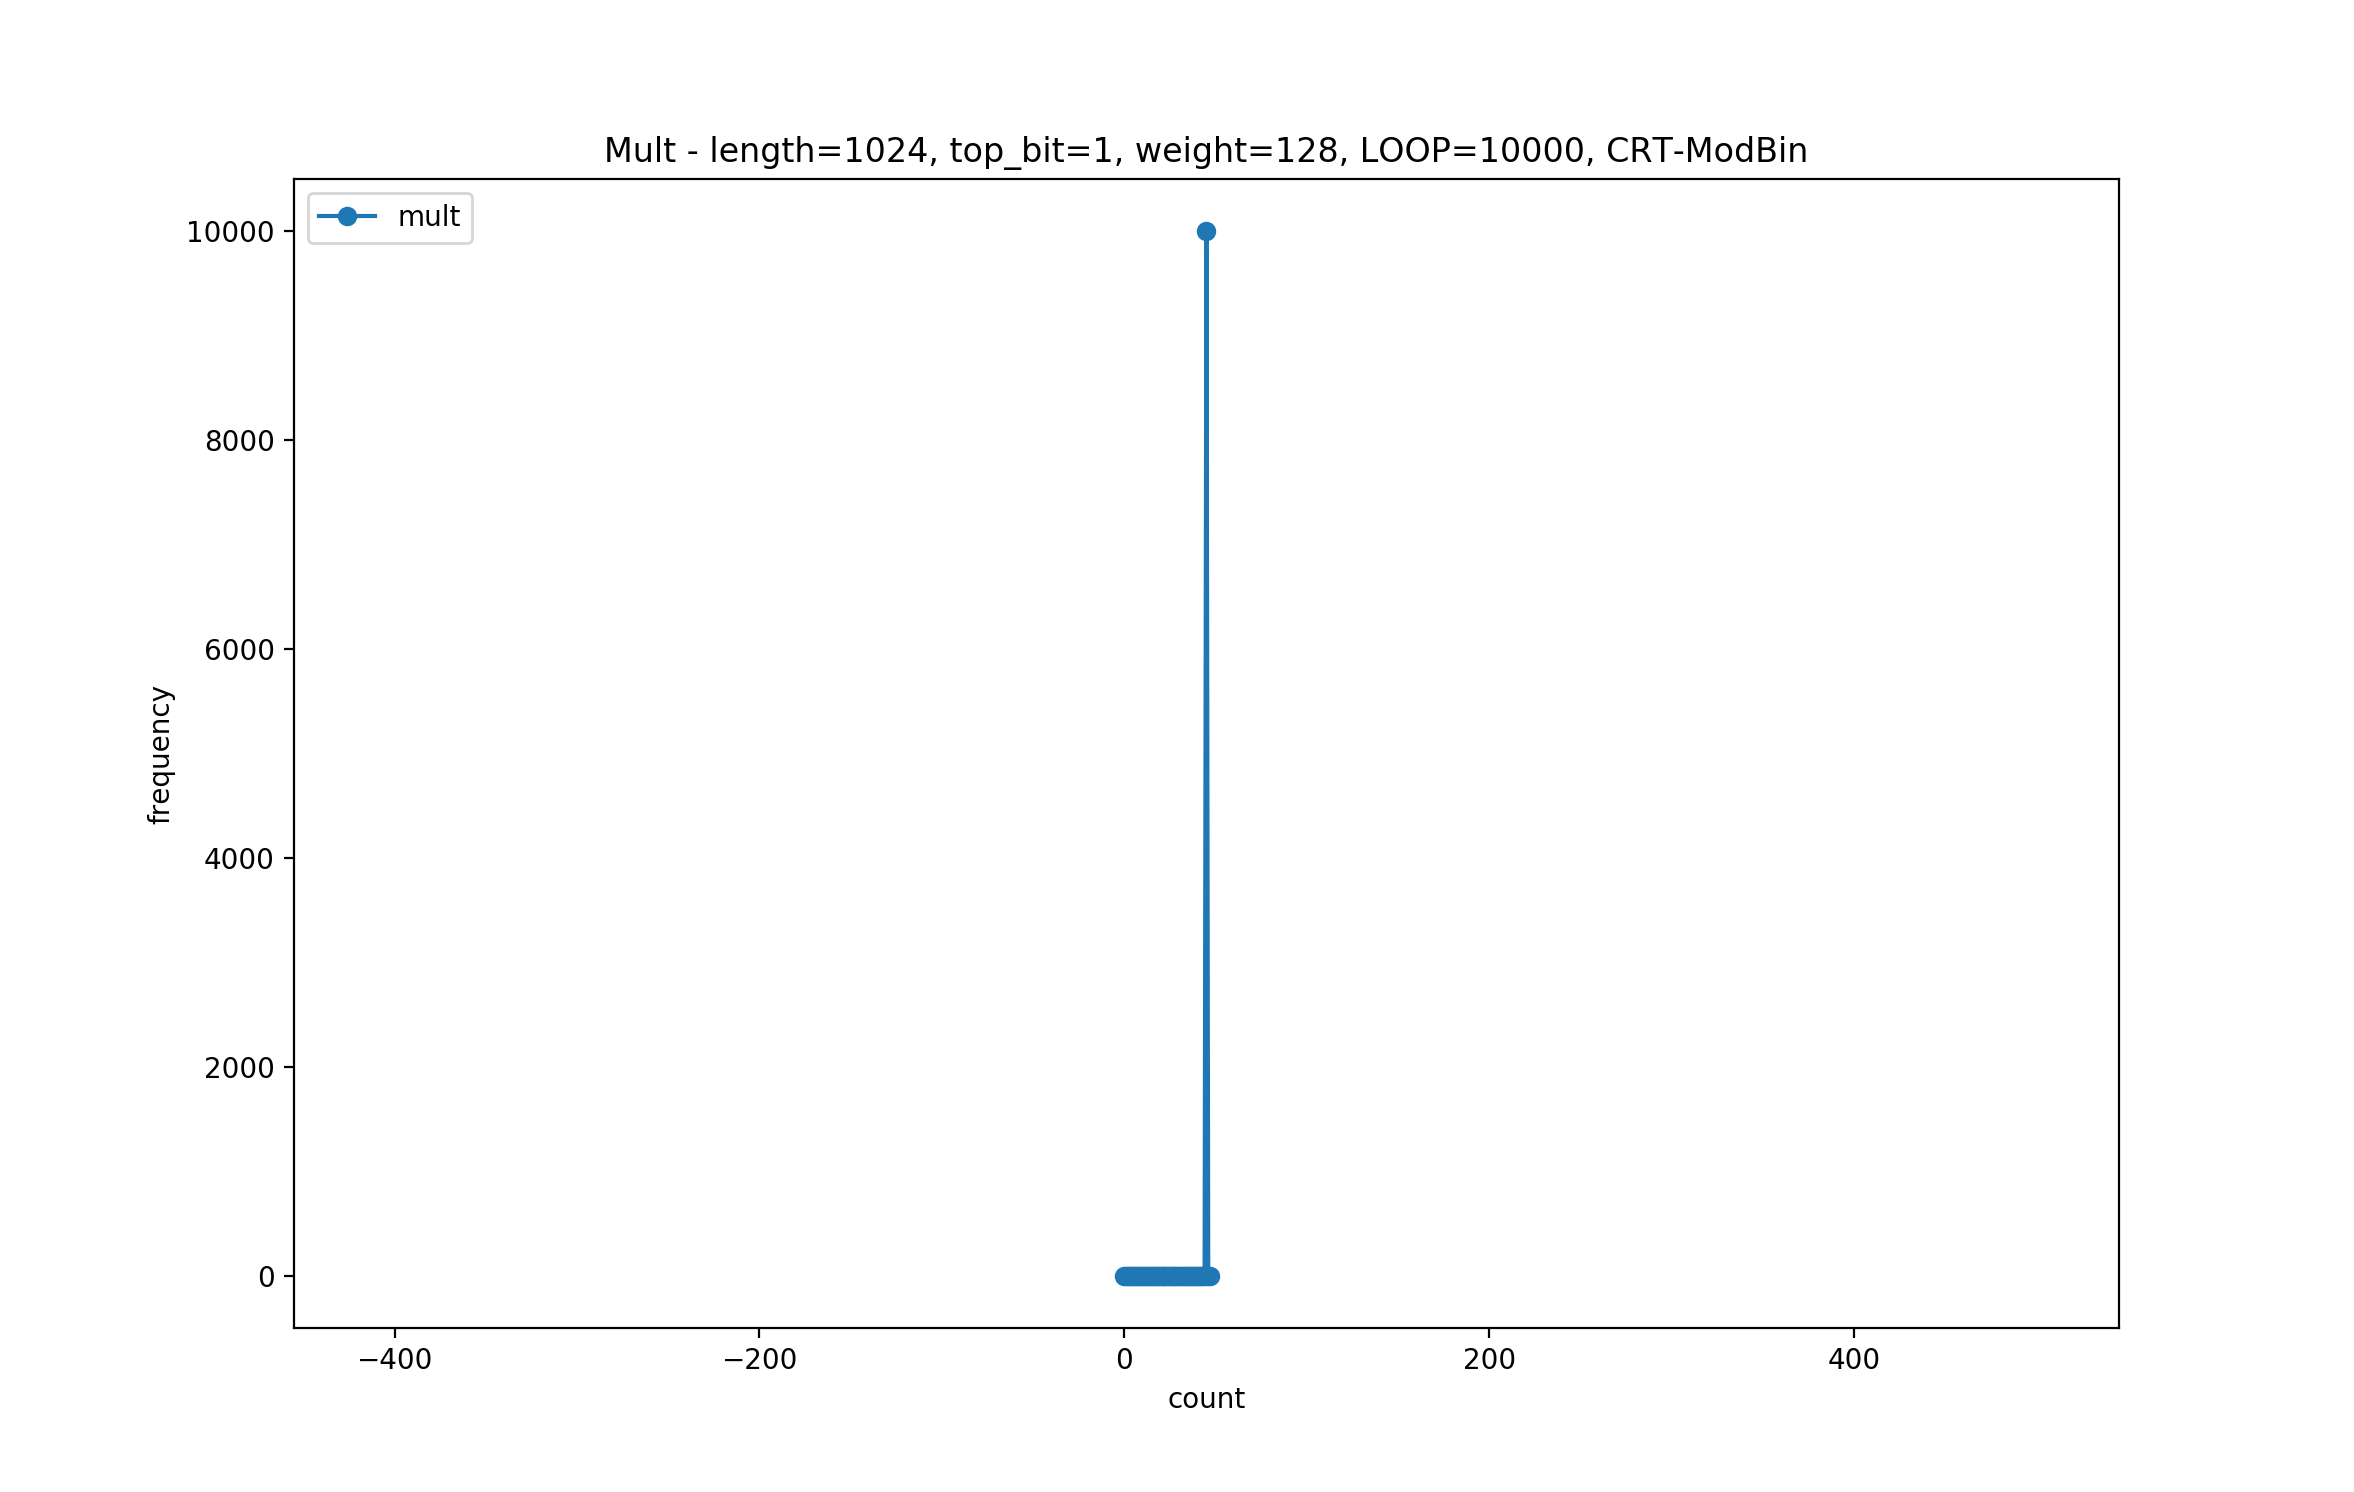 Mult - length=1024, top_bit=1, weight=128, LOOP=10000, CRT-ModBin
mult
10000
8000
6000
4000
2000
0
frequency
−400
−200
0
200
400
count